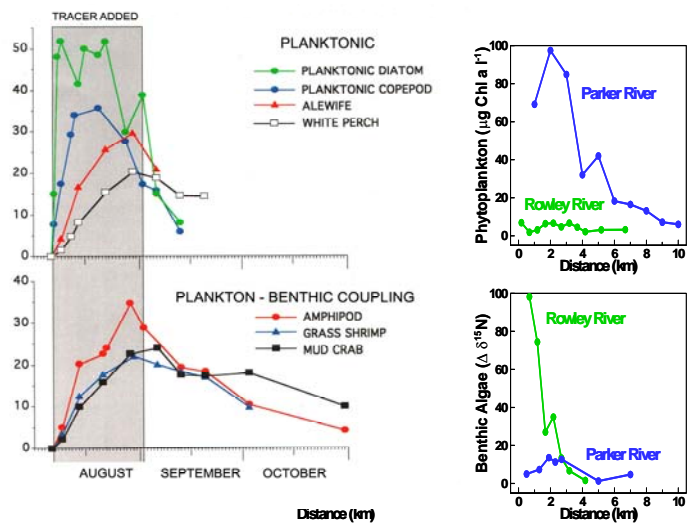 TRACER ADDED
PLANKTONIC
PLANKTONIC DIATOM
PLANKTONIC COPEPOD
ALEWIFE
WHITE PERCH
50
40
30
20
10
0
PLANKTON - BENTHIC COUPLING
AMPHIPOD
GRASS SHRIMP
MUD CRAB
40
30
20
10
0
AUGUST SEPTEMBER OCTOBER
Distance (km)
Phytoplankton (µg Chl a l⁻¹)
100
80
60
40
20
0
Parker River
Rowley River
0 2 4 6 8 10
Distance (km)
Benthic Algae (Δ δ¹⁵N)
100
80
60
40
20
0
Rowley River
Parker River
0 2 4 6 8 10
Distance (km)